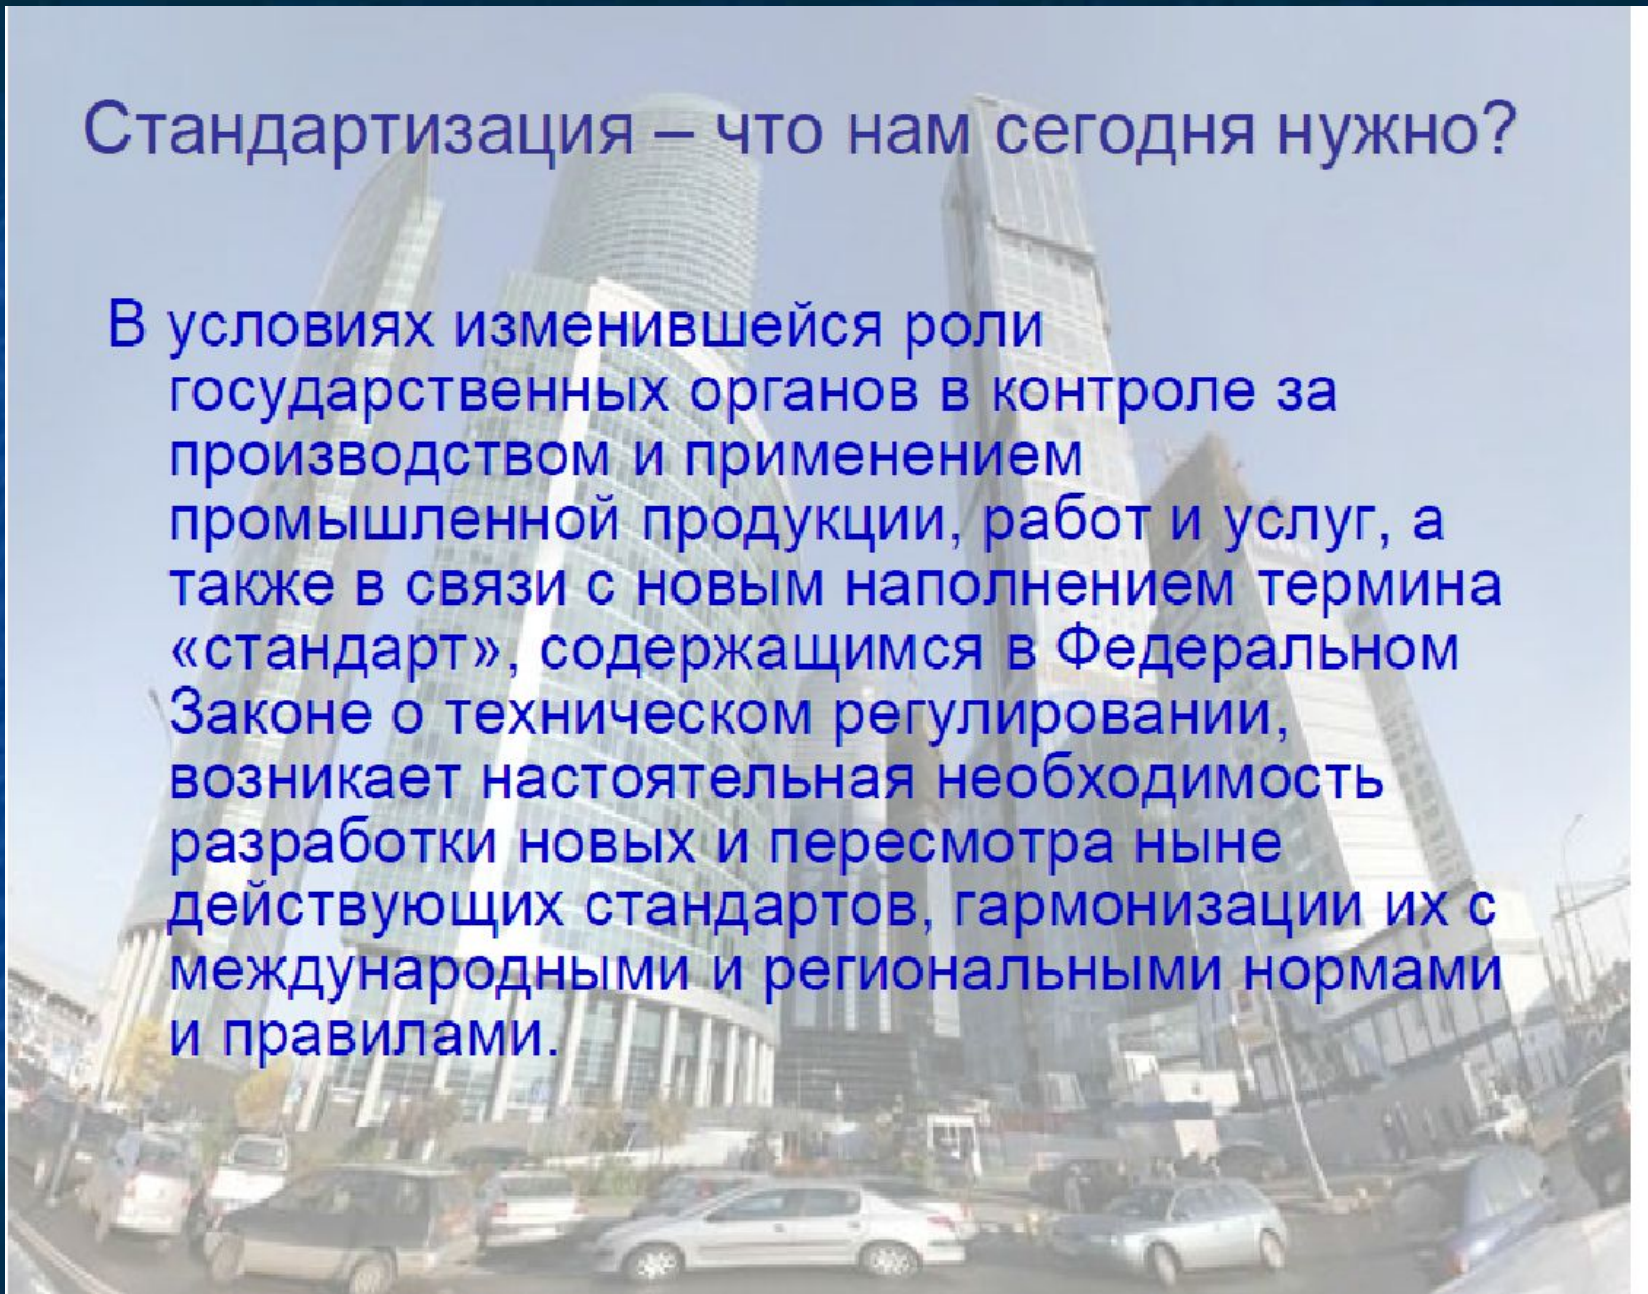 Стандартизация – что нам сегодня нужно?
В условиях изменившейся роли
государственных органов в контроле за
производством и применением
промышленной продукции, работ и услуг, а
также в связи с новым наполнением термина
«стандарт», содержащимся в Федеральном
Законе о техническом регулировании,
возникает настоятельная необходимость
разработки новых и пересмотра ныне
действующих стандартов, гармонизации их с
международными и региональными нормами
и правилами.